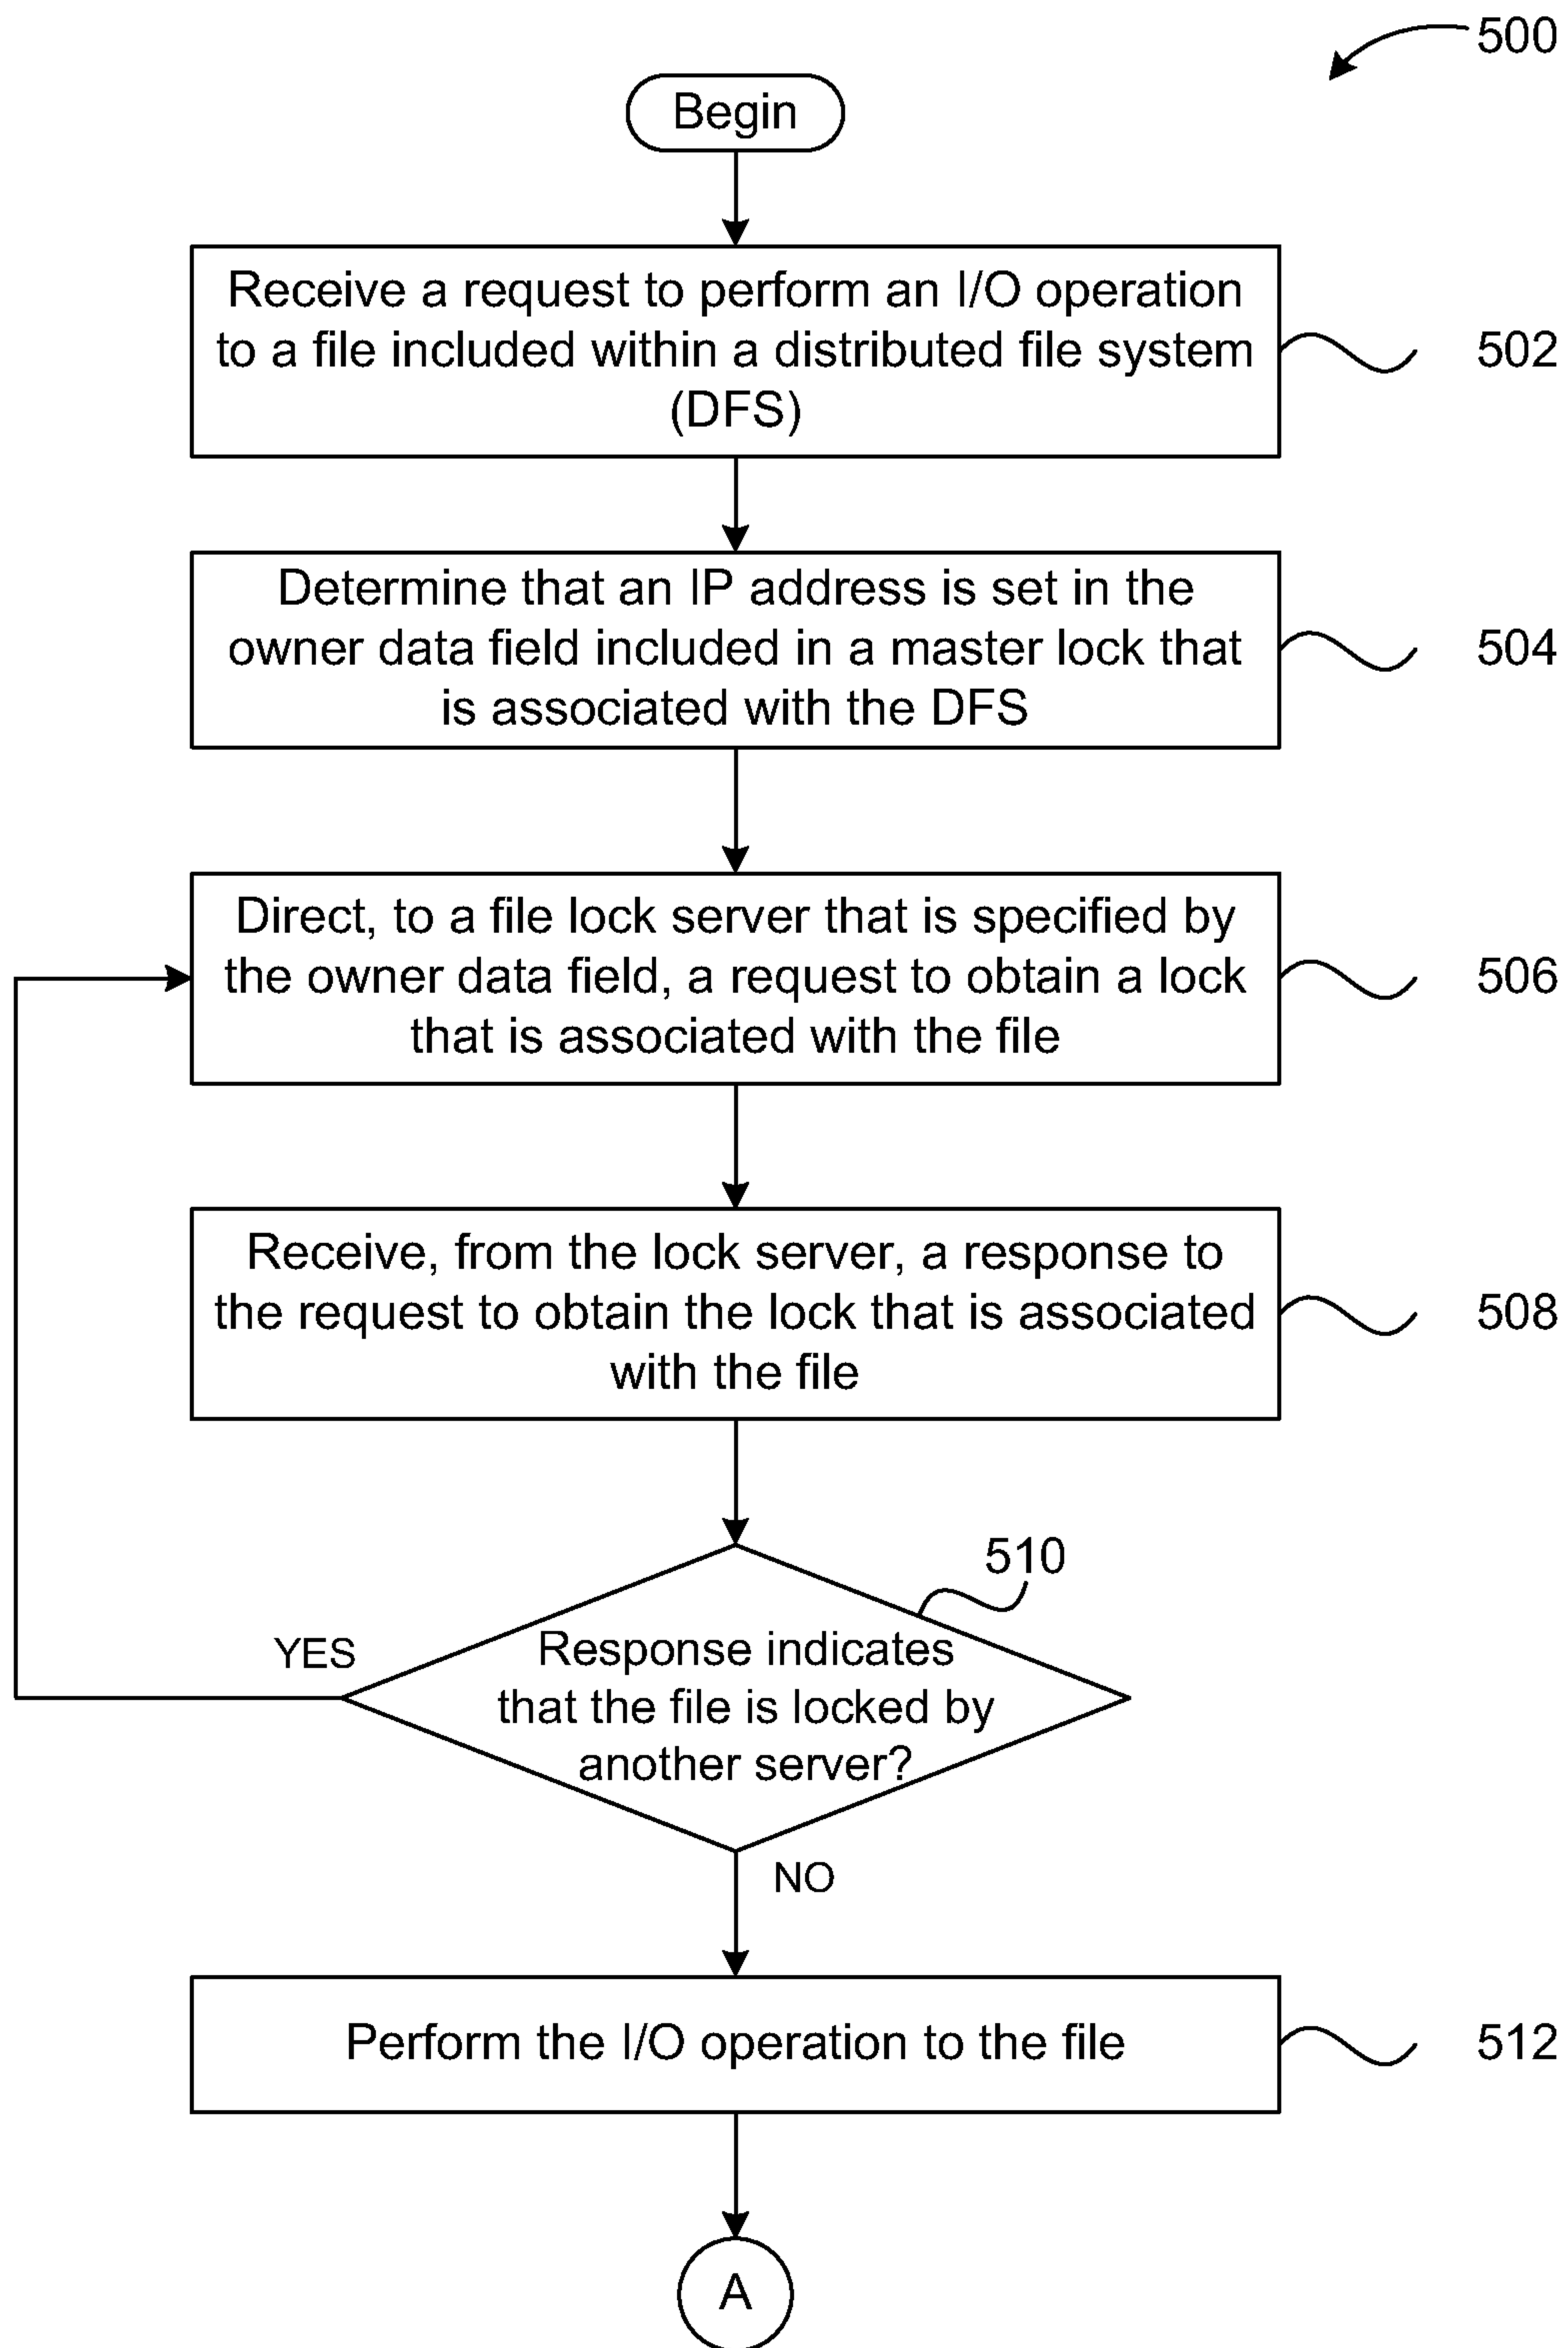 500
Begin
Receive a request to perform an I/O operation
to a file included within a distributed file system
(DFS)
502
Determine that an IP address is set in the
owner data field included in a master lock that
is associated with the DFS
504
Direct, to a file lock server that is specified by
the owner data field, a request to obtain a lock
that is associated with the file
506
Receive, from the lock server, a response to
the request to obtain the lock that is associated
with the file
508
510
YES
Response indicates
that the file is locked by
another server?
NO
Perform the I/O operation to the file
512
A